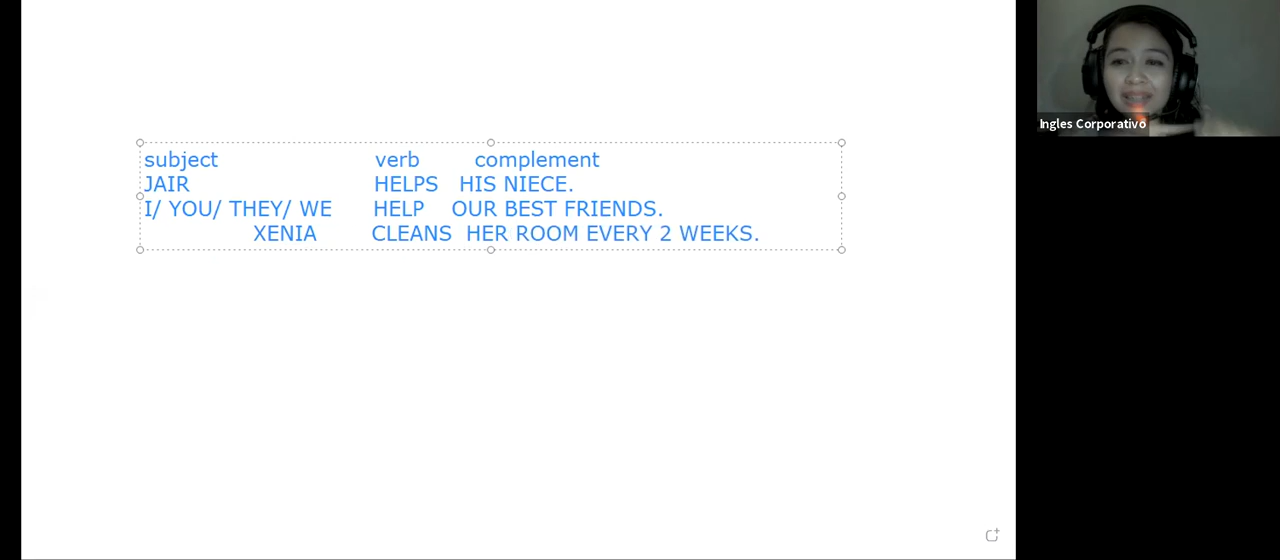 subject verb complement
JAIR HELPS HIS NIECE.
I/ YOU/ THEY/ WE HELP OUR BEST FRIENDS.
XENIA CLEANS HER ROOM EVERY 2 WEEKS.
Ingles Corporativo